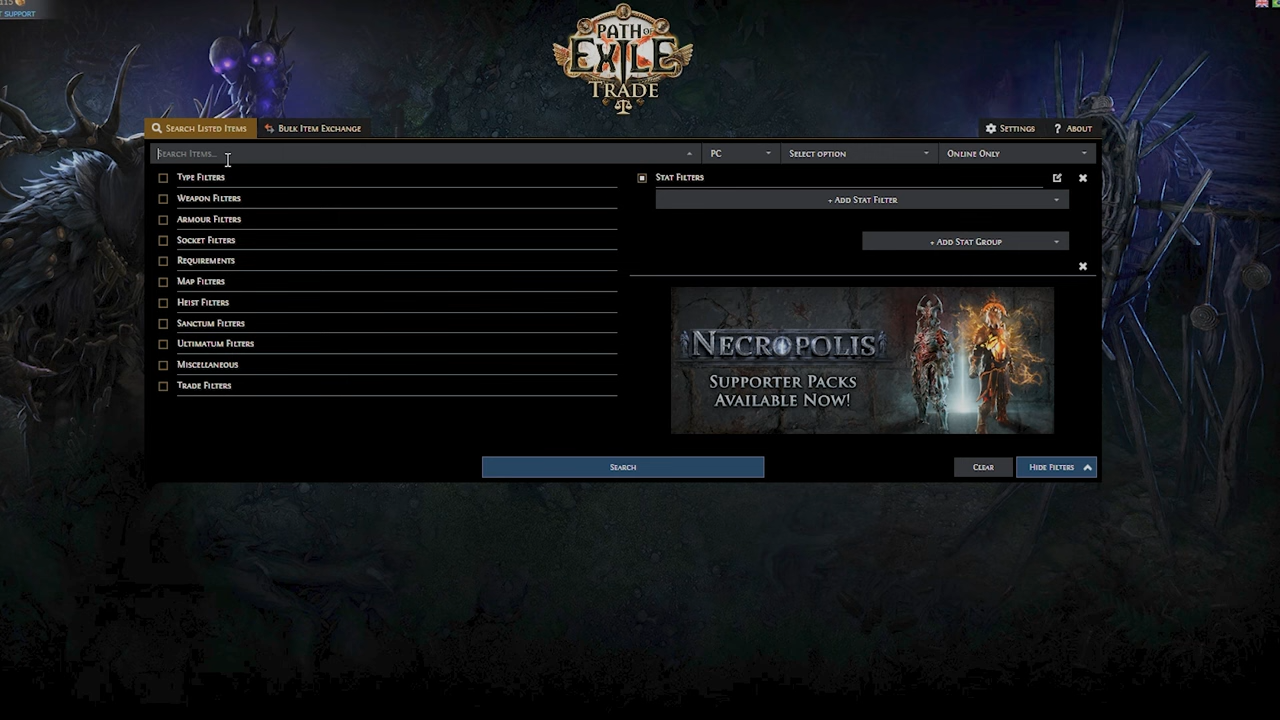 115
T SUPPORT
PATH OF
EXILE
TRADE
Search Listed Items
Bulk Item Exchange
Settings
? About
Search Items...
PC
Select option
Online Only
Type Filters
Weapon Filters
Armour Filters
Socket Filters
Requirements
Map Filters
Heist Filters
Sanctum Filters
Ultimatum Filters
Miscellaneous
Trade Filters
Stat Filters
+ Add Stat Filter
+ Add Stat Group
NECROPOLIS
Supporter Packs
Available Now!
Search
Clear
Hide Filters